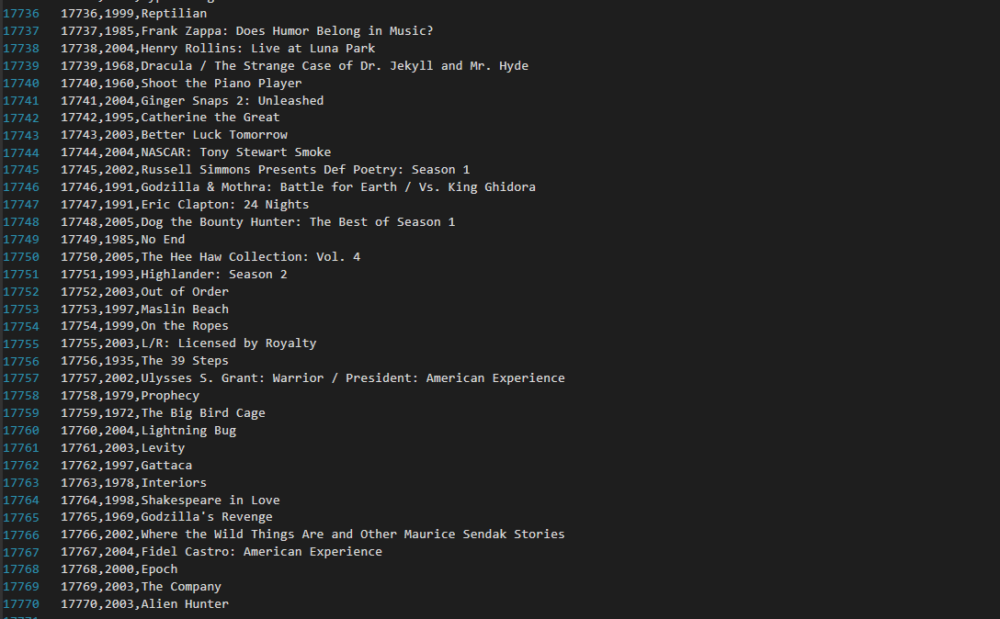 17736 17736,1999,Reptilian
17737 17737,1985,Frank Zappa: Does Humor Belong in Music?
17738 17738,2004,Henry Rollins: Live at Luna Park
17739 17739,1968,Dracula / The Strange Case of Dr. Jekyll and Mr. Hyde
17740 17740,1960,Shoot the Piano Player
17741 17741,2004,Ginger Snaps 2: Unleashed
17742 17742,1995,Catherine the Great
17743 17743,2003,Better Luck Tomorrow
17744 17744,2004,NASCAR: Tony Stewart Smoke
17745 17745,2002,Russell Simmons Presents Def Poetry: Season 1
17746 17746,1991,Godzilla & Mothra: Battle for Earth / Vs. King Ghidora
17747 17747,1991,Eric Clapton: 24 Nights
17748 17748,2005,Dog the Bounty Hunter: The Best of Season 1
17749 17749,1985,No End
17750 17750,2005,The Hee Haw Collection: Vol. 4
17751 17751,1993,Highlander: Season 2
17752 17752,2003,Out of Order
17753 17753,1997,Maslin Beach
17754 17754,1999,On the Ropes
17755 17755,2003,L/R: Licensed by Royalty
17756 17756,1935,The 39 Steps
17757 17757,2002,Ulysses S. Grant: Warrior / President: American Experience
17758 17758,1979,Prophecy
17759 17759,1972,The Big Bird Cage
17760 17760,2004,Lightning Bug
17761 17761,2003,Levity
17762 17762,1997,Gattaca
17763 17763,1978,Interiors
17764 17764,1998,Shakespeare in Love
17765 17765,1969,Godzilla's Revenge
17766 17766,2002,Where the Wild Things Are and Other Maurice Sendak Stories
17767 17767,2004,Fidel Castro: American Experience
17768 17768,2000,Epoch
17769 17769,2003,The Company
17770 17770,2003,Alien Hunter